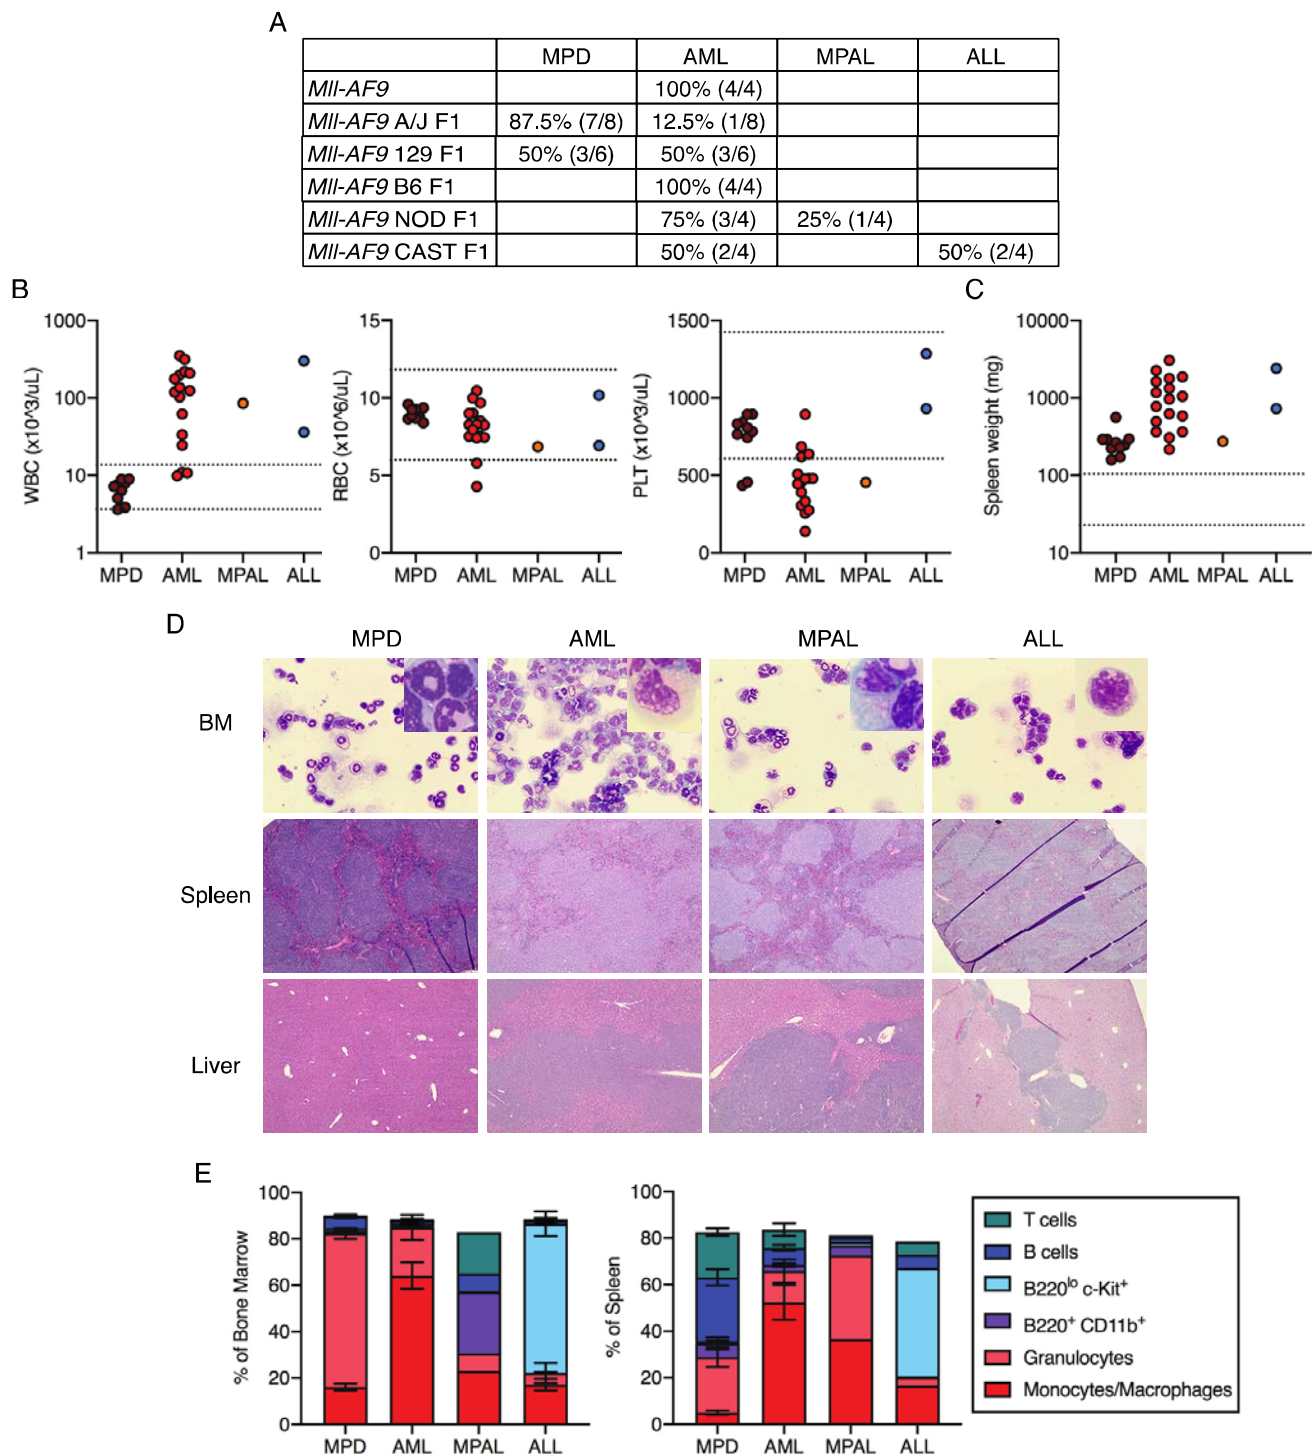 A
MPD AML MPAL ALL
Mll-AF9 100% (4/4)
Mll-AF9 A/J F1 87.5% (7/8) 12.5% (1/8)
Mll-AF9 129 F1 50% (3/6) 50% (3/6)
Mll-AF9 B6 F1 100% (4/4)
Mll-AF9 NOD F1 75% (3/4) 25% (1/4)
Mll-AF9 CAST F1 50% (2/4) 50% (2/4)
B
WBC (x10^3/uL)
1000
100
10
1
MPD AML MPAL ALL
RBC (x10^6/uL)
15
10
5
0
MPD AML MPAL ALL
PLT (x10^3/uL)
1500
1000
500
0
MPD AML MPAL ALL
C
Spleen weight (mg)
10000
1000
100
10
MPD AML MPAL ALL
D
MPD AML MPAL ALL
BM
Spleen
Liver
E
% of Bone Marrow
100
80
60
40
20
0
MPD AML MPAL ALL
% of Spleen
100
80
60
40
20
0
MPD AML MPAL ALL
T cells
B cells
B220lo c-Kit+
B220+ CD11b+
Granulocytes
Monocytes/Macrophages